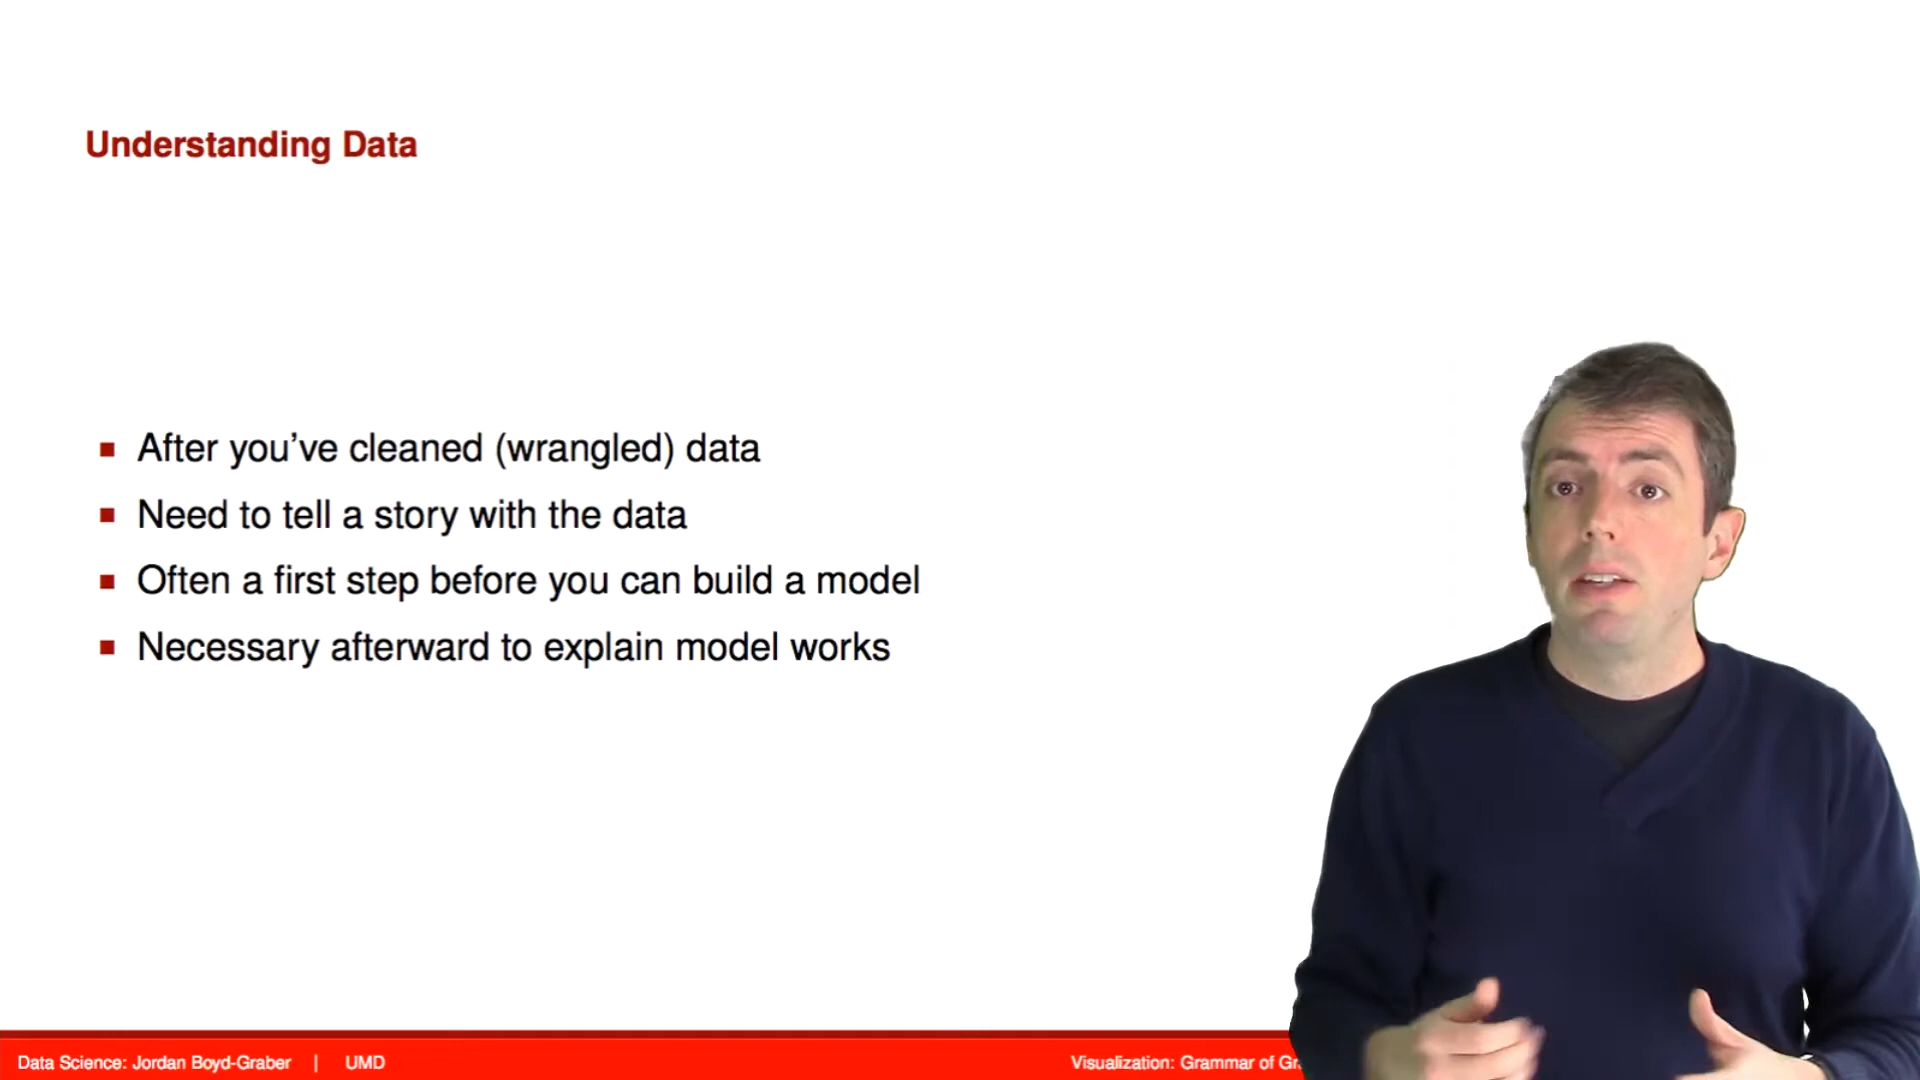 Understanding Data
After you've cleaned (wrangled) data
Need to tell a story with the data
Often a first step before you can build a model
Necessary afterward to explain model works
Data Science: Jordan Boyd-Graber | UMD
Visualization: Grammar of